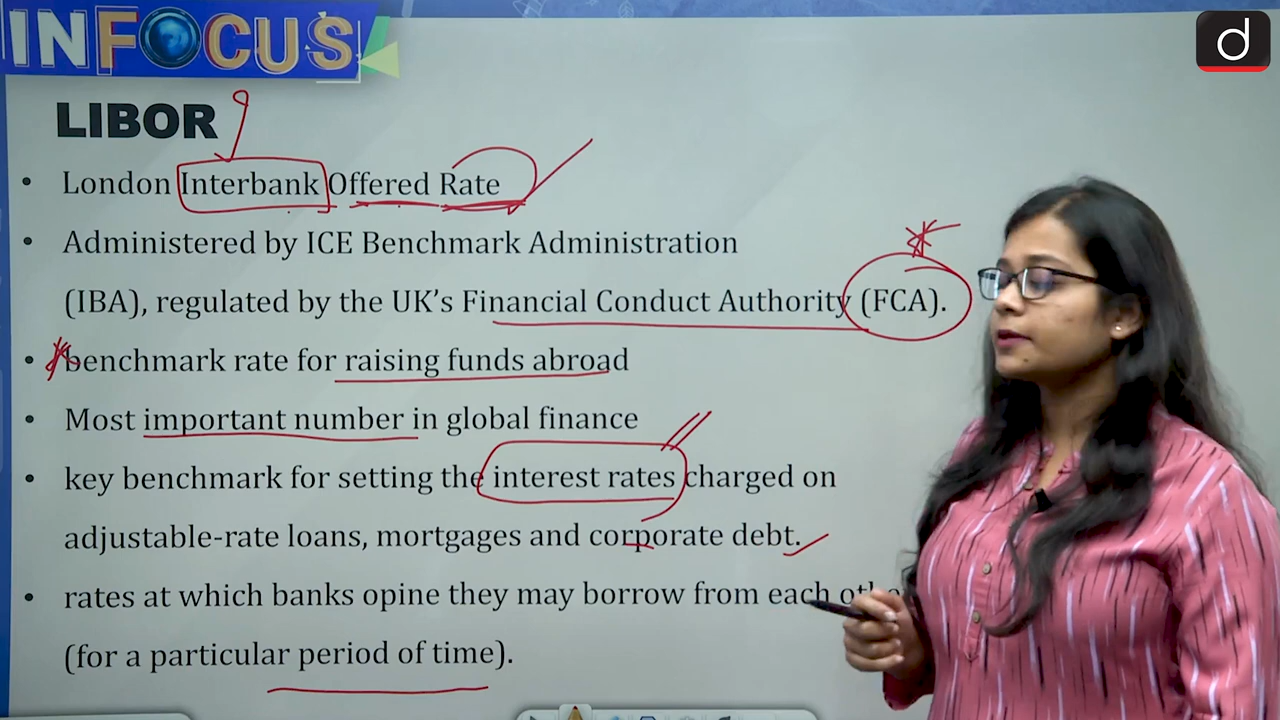 INFOCUS
d
LIBOR
• London Interbank Offered Rate
• Administered by ICE Benchmark Administration
(IBA), regulated by the UK’s Financial Conduct Authority (FCA).
• benchmark rate for raising funds abroad
• Most important number in global finance
• key benchmark for setting the interest rates charged on
adjustable-rate loans, mortgages and corporate debt.
• rates at which banks opine they may borrow from each
(for a particular period of time).